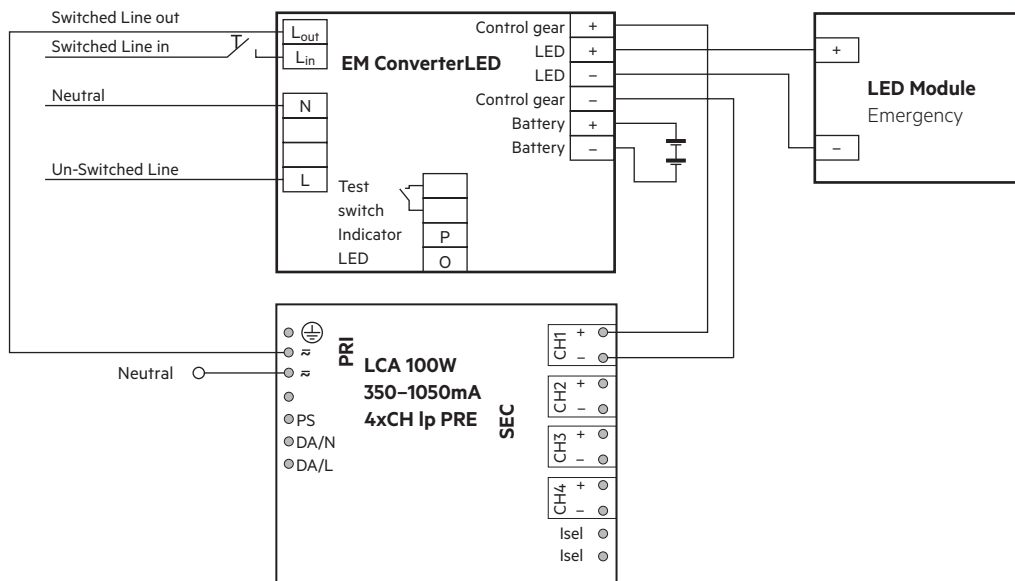 Switched Line out
Switched Line in
Neutral
Un-Switched Line
Lout
Lin
N
L
EM ConverterLED
Control gear +
LED +
LED –
Control gear –
Battery +
Battery –
Test
switch
Indicator P
LED O
+
–
LED Module
Emergency
Neutral
PS
DA/N
DA/L
PRI
LCA 100W
350–1050mA
4xCH lp PRE
SEC
CH1 + –
CH2 + –
CH3 + –
CH4 + –
Isel
Isel